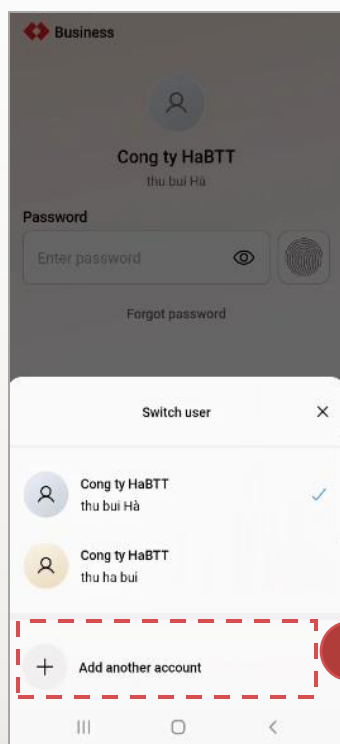 Business
Cong ty HaBTT
thu bui Hà
Password
Enter password
Forgot password
Switch user
Cong ty HaBTT
thu bui Hà
Cong ty HaBTT
thu ha bui
Add another account